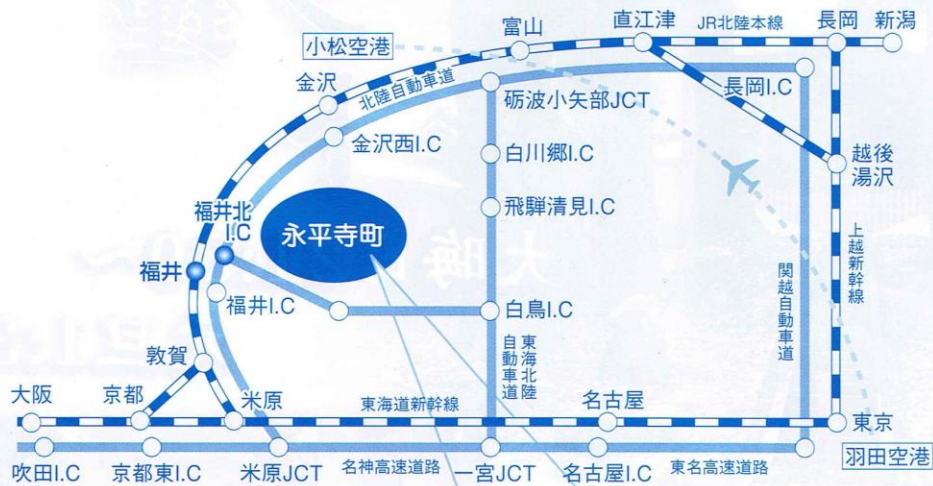 富山
直江津
JR北陸本線
長岡
新潟
小松空港
金沢
北陸自動車道
砺波小矢部JCT
長岡I.C
金沢西I.C
白川郷I.C
越後
湯沢
飛騨清見I.C
福井北
I.C
永平寺町
福井
上越新幹線
関越自動車道
福井I.C
白鳥I.C
敦賀
東海北陸
自動車道
大阪
京都
米原
東海道新幹線
名古屋
東京
吹田I.C
京都東I.C
米原JCT
名神高速道路
一宮JCT
名古屋I.C
東名高速道路
羽田空港